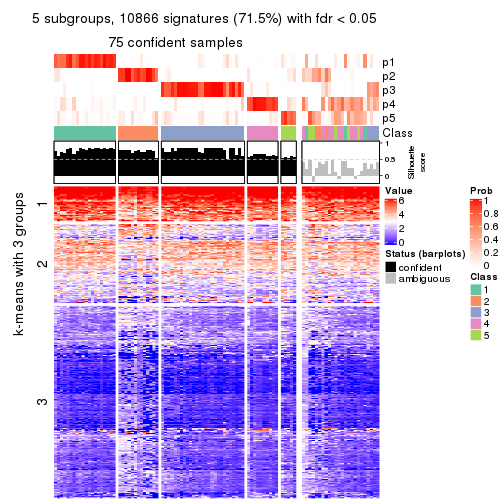 5 subgroups, 10866 signatures (71.5%) with fdr < 0.05
75 confident samples
p1
p2
p3
p4
p5
Class
1
0.5
0
Silhouette
score
k-means with 3 groups
1
2
3
Value
6
4
2
0
Status (barplots)
confident
ambiguous
Prob
1
0.8
0.6
0.4
0.2
0
Class
1
2
3
4
5